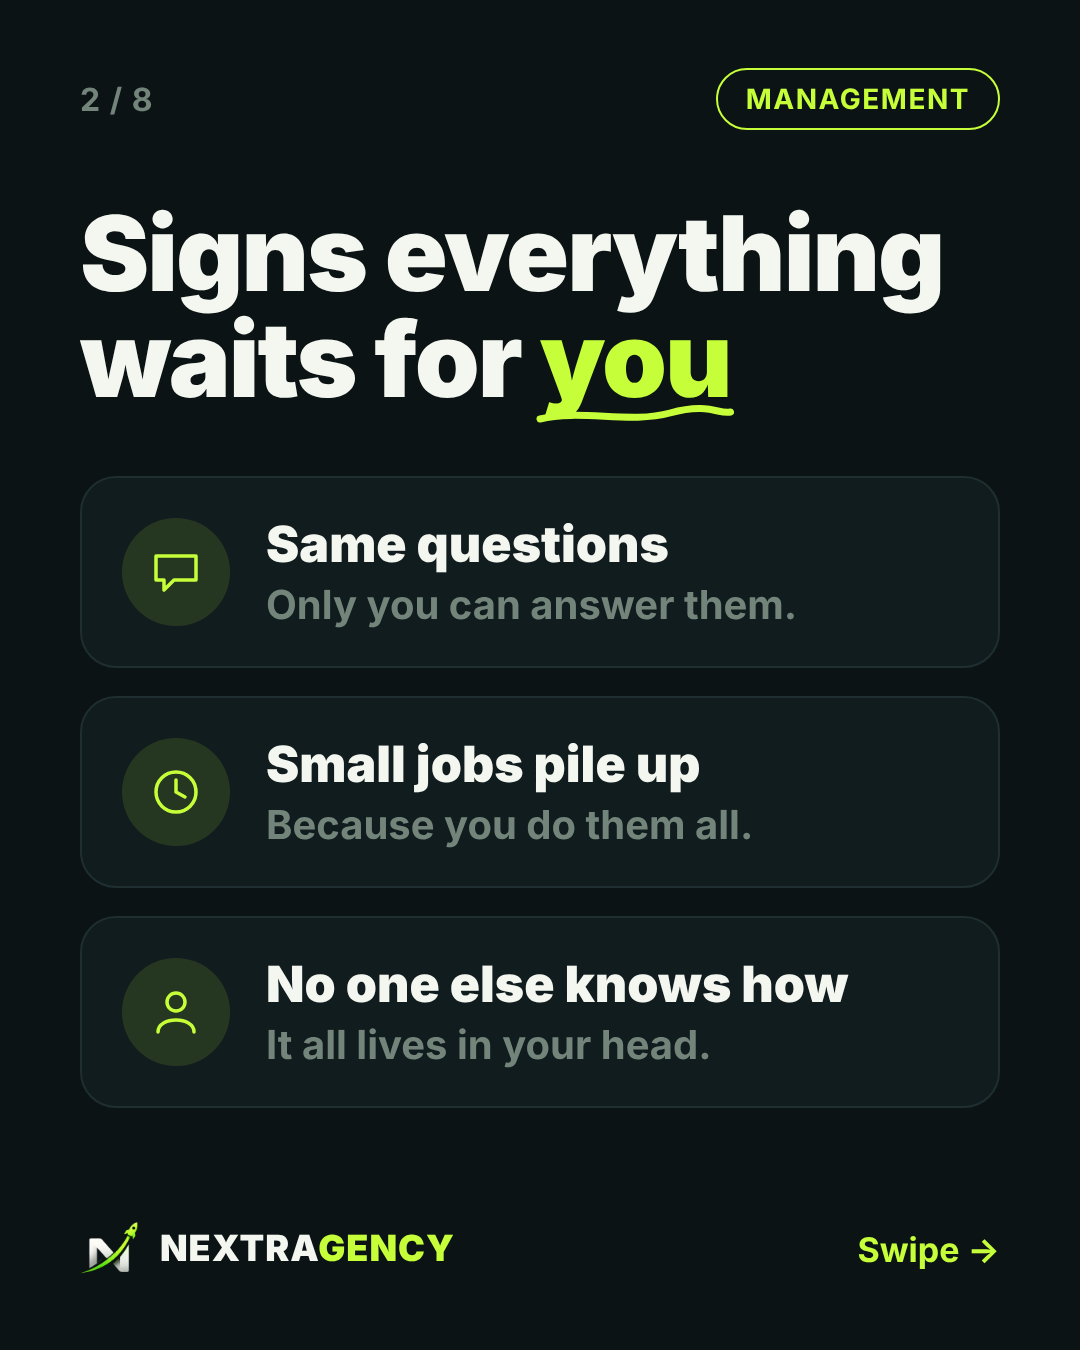 2 / 8
MANAGEMENT
Signs everything
waits for you
Same questions
Only you can answer them.
Small jobs pile up
Because you do them all.
No one else knows how
It all lives in your head.
NEXTRAGENCY
Swipe →